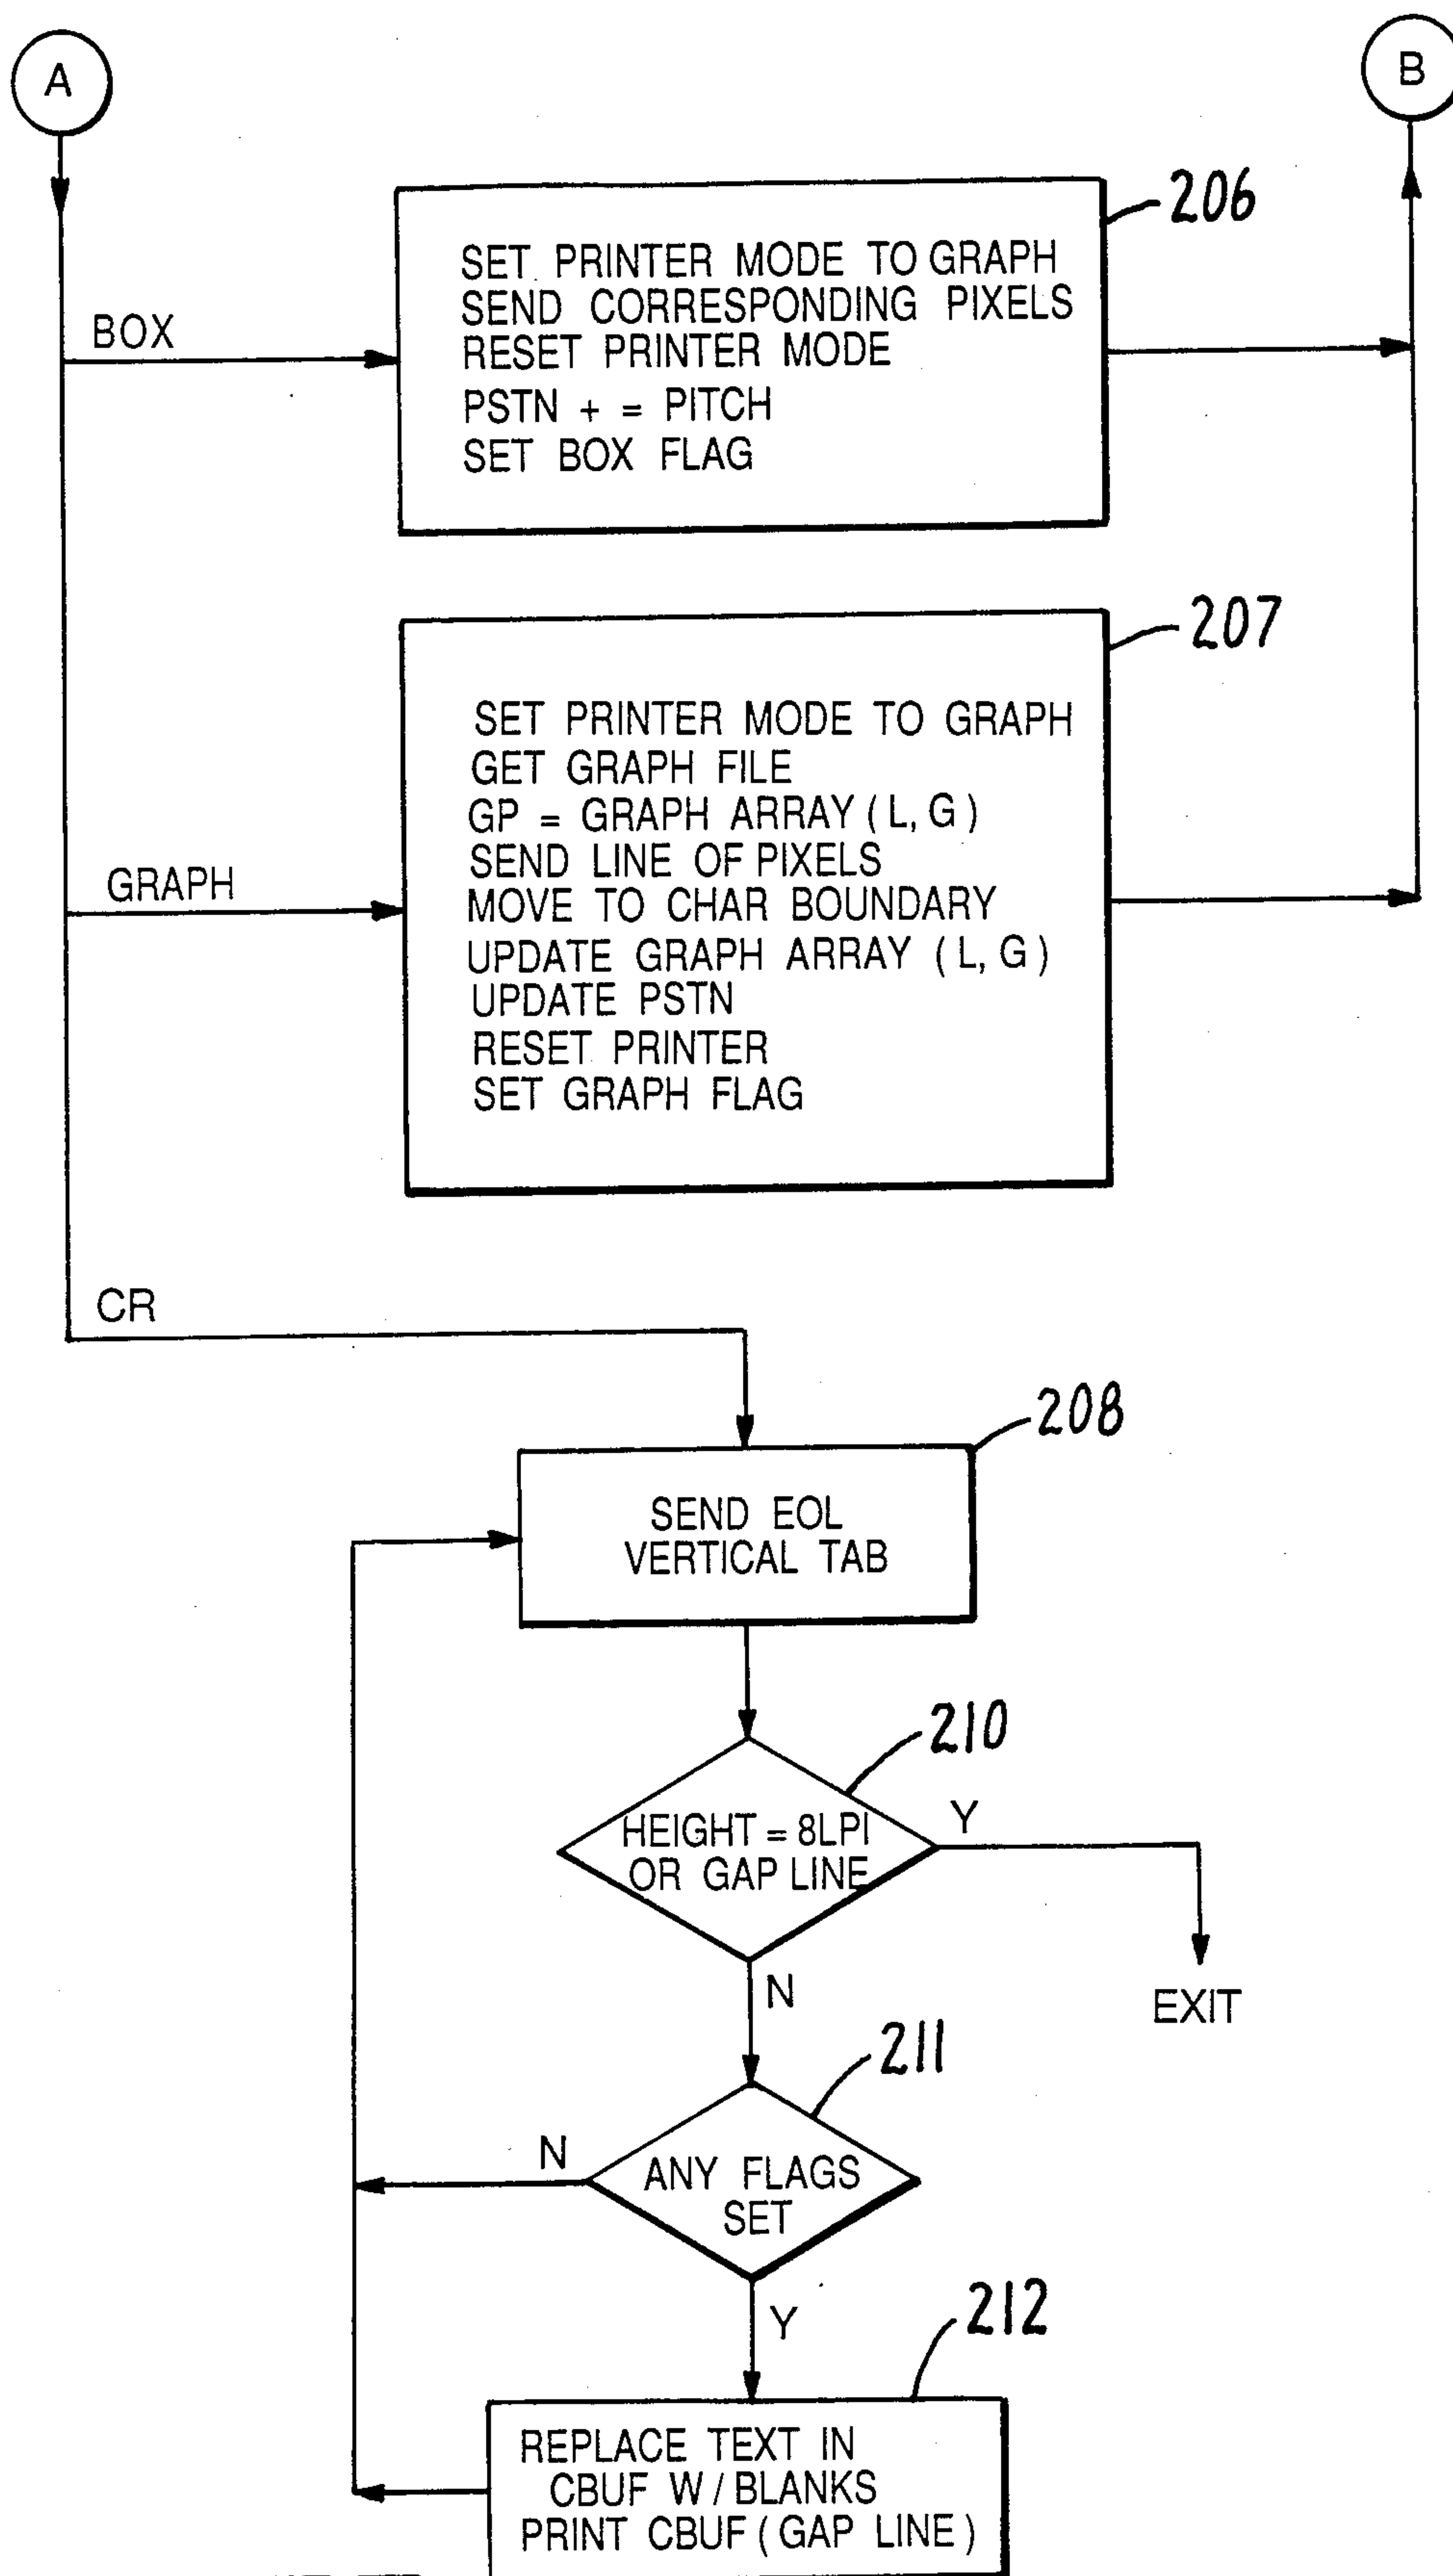 A
B
206
SET PRINTER MODE TO GRAPH
SEND CORRESPONDING PIXELS
RESET PRINTER MODE
PSTN + = PITCH
SET BOX FLAG
BOX
207
SET PRINTER MODE TO GRAPH
GET GRAPH FILE
GP = GRAPH ARRAY ( L, G )
SEND LINE OF PIXELS
MOVE TO CHAR BOUNDARY
UPDATE GRAPH ARRAY ( L, G )
UPDATE PSTN
RESET PRINTER
SET GRAPH FLAG
GRAPH
CR
208
SEND EOL
VERTICAL TAB
210
HEIGHT = 8LPI
OR GAP LINE
Y
EXIT
N
211
ANY FLAGS
SET
N
Y
212
REPLACE TEXT IN
CBUF W / BLANKS
PRINT CBUF ( GAP LINE )